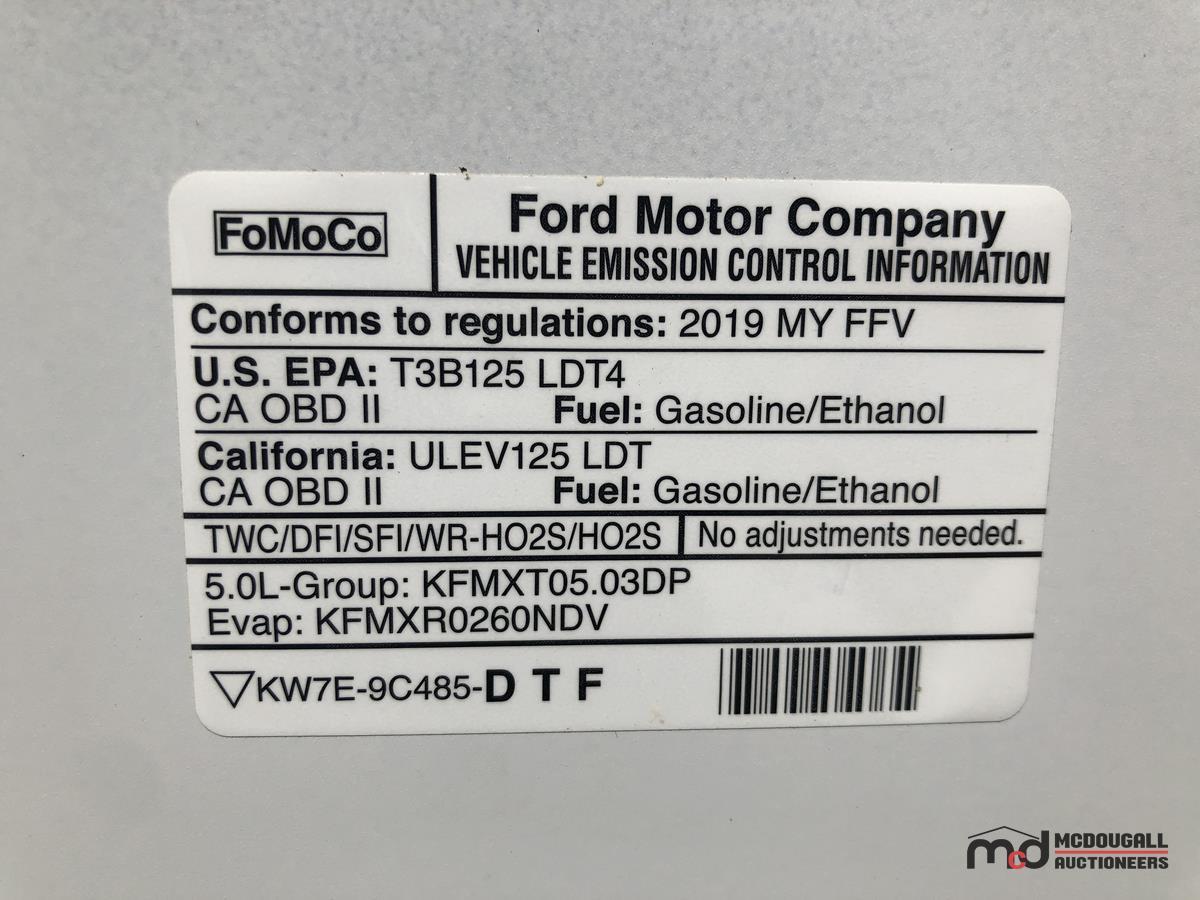 FoMoCo
Ford Motor Company
VEHICLE EMISSION CONTROL INFORMATION
Conforms to regulations: 2019 MY FFV
U.S. EPA: T3B125 LDT4
CA OBD II Fuel: Gasoline/Ethanol
California: ULEV125 LDT
CA OBD II Fuel: Gasoline/Ethanol
TWC/DFI/SFI/WR-HO2S/HO2S No adjustments needed.
5.0L-Group: KFMXT05.03DP
Evap: KFMXR0260NDV
KW7E-9C485-D T F
mcd MCDOUGALL
AUCTIONEERS